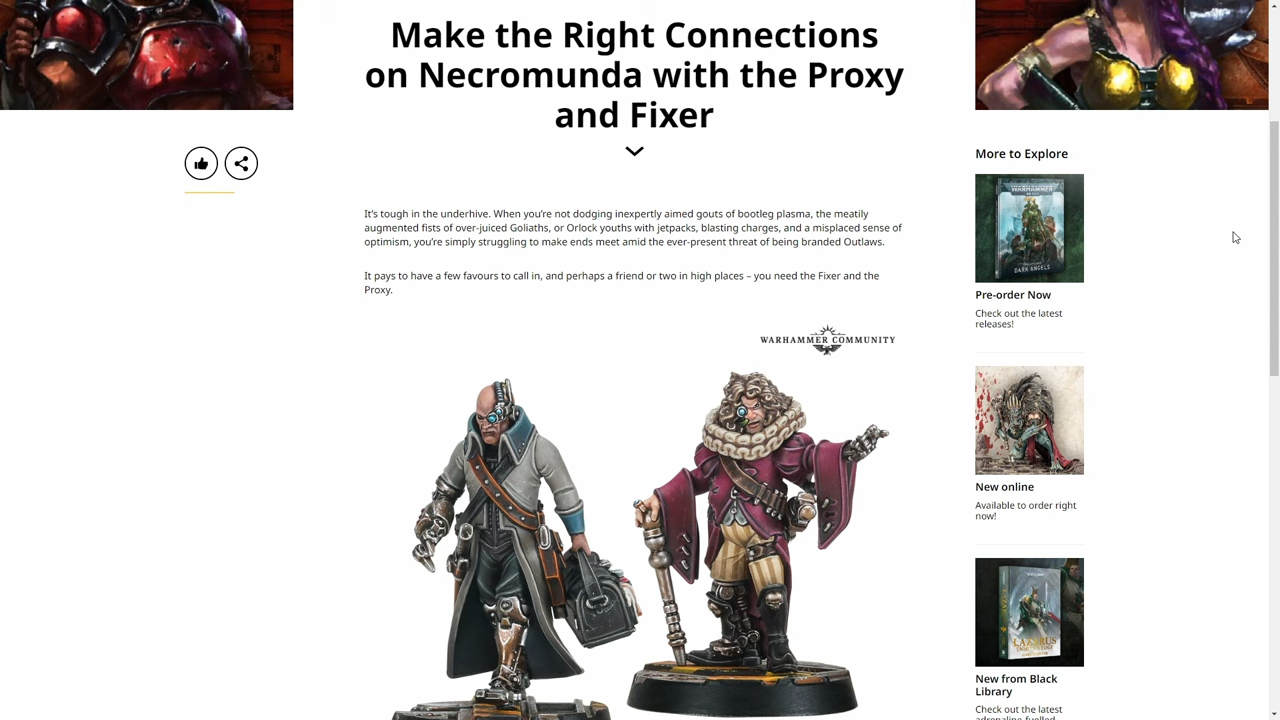 Make the Right Connections
on Necromunda with the Proxy
and Fixer
It's tough in the underhive. When you're not dodging inexpertly aimed gouts of bootleg plasma, the meatily
augmented fists of over-juiced Goliaths, or Orlock youths with jetpacks, blasting charges, and a misplaced sense of
optimism, you're simply struggling to make ends meet amid the ever-present threat of being branded Outlaws.
It pays to have a few favours to call in, and perhaps a friend or two in high places – you need the Fixer and the
Proxy.
WARHAMMER COMMUNITY
More to Explore
WARHAMMER
DARK ANGELS
Pre-order Now
Check out the latest
releases!
New online
Available to order right
now!
LAZARUS
New from Black
Library
Check out the latest
adrenaline-fuelled